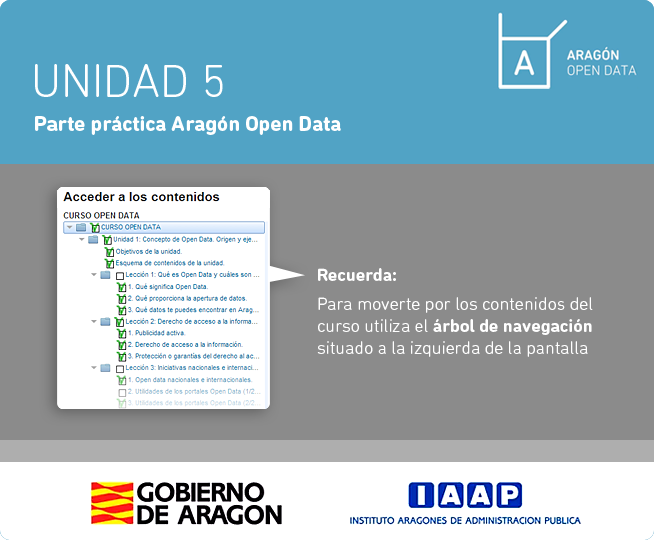 UNIDAD 5
Parte práctica Aragón Open Data
A
ARAGÓN
OPEN DATA
Acceder a los contenidos
CURSO OPEN DATA
CURSO OPEN DATA
Unidad 1: Concepto de Open Data. Origen y eje...
Objetivos de la unidad.
Esquema de contenidos de la unidad.
Lección 1: Qué es Open Data y cuáles son ...
1. Qué significa Open Data.
2. Qué proporciona la apertura de datos.
3. Qué datos te puedes encontrar en Arag...
Lección 2: Derecho de acceso a la informa...
1. Publicidad activa.
2. Derecho de acceso a la información.
3. Protección o garantías del derecho al ac...
Lección 3: Iniciativas nacionales e internaci...
1. Open data nacionales e internacionales.
2. Utilidades de los portales Open Data (1/2...
3. Utilidades de los portales Open Data (2/2...
Recuerda:
Para moverte por los contenidos del
curso utiliza el árbol de navegación
situado a la izquierda de la pantalla
GOBIERNO
DE ARAGON
IAAP
INSTITUTO ARAGONES DE ADMINISTRACION PUBLICA